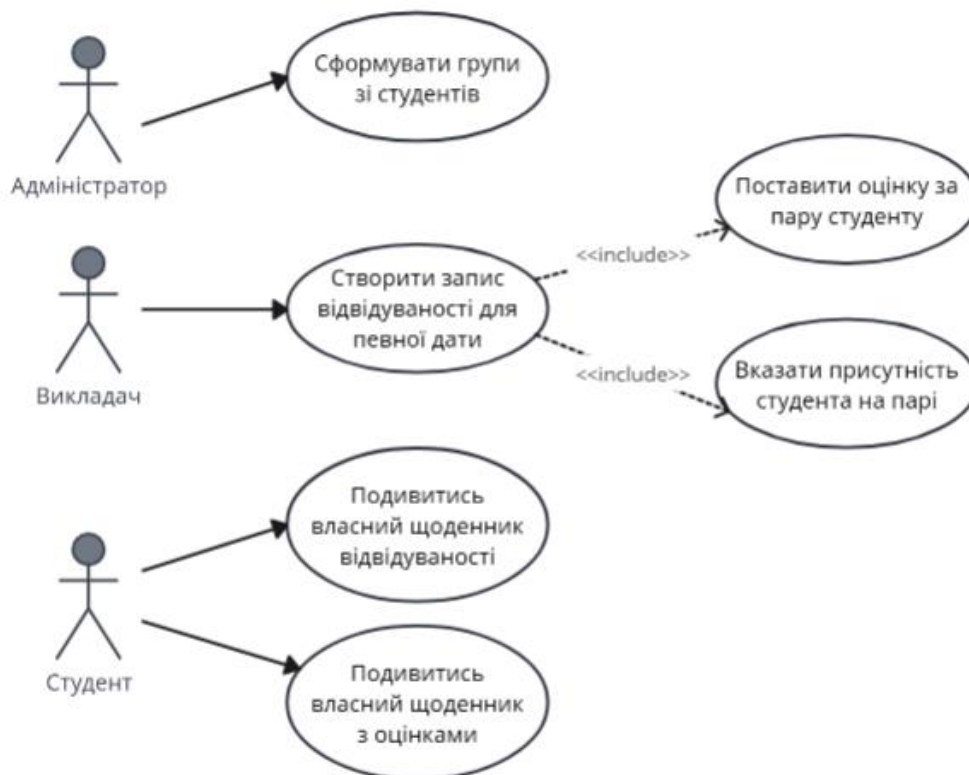 Сформувати групи
зі студентів
Адміністратор
Поставити оцінку за
пару студенту
<<include>>
Створити запис
відвідуваності для
певної дати
<<include>>
Вказати присутність
студента на парі
Викладач
Подивитись
власний щоденник
відвідуваності
Студент
Подивитись
власний щоденник
з оцінками